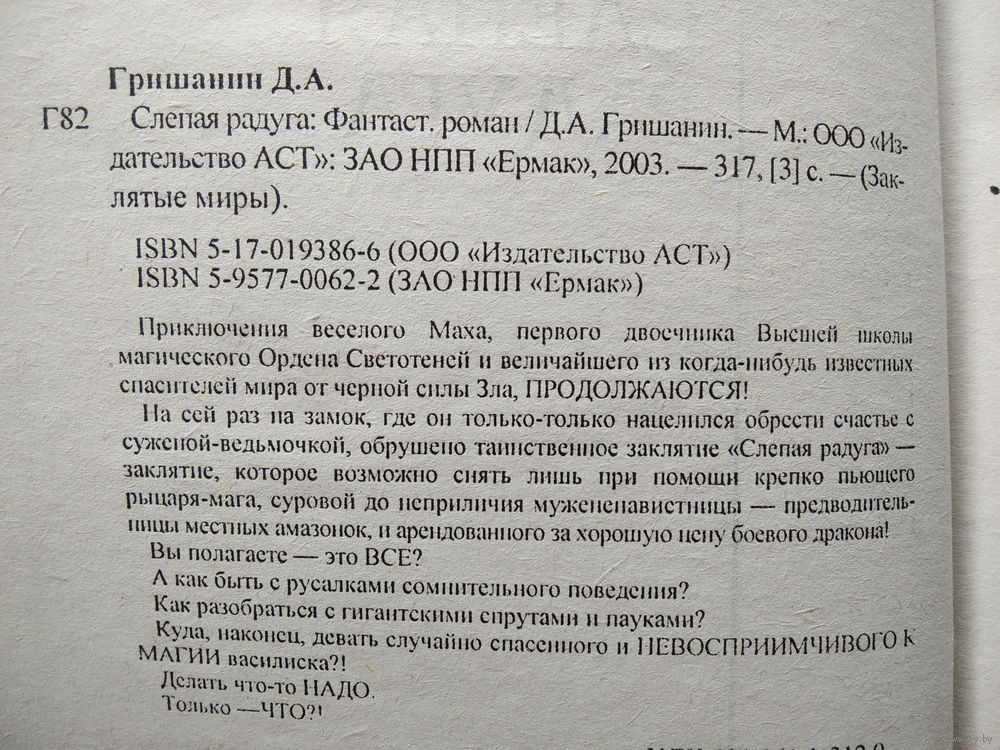 Гришанин Д.А.
Г82 Слепая радуга: Фантаст. роман / Д.А. Гришанин. — М.: ООО «Из-
дательство АСТ»: ЗАО НПП «Ермак», 2003. — 317, [3] с. — (Зак-
лятые миры).
ISBN 5-17-019386-6 (ООО «Издательство АСТ»)
ISBN 5-9577-0062-2 (ЗАО НПП «Ермак»)
Приключения веселого Маха, первого двоечника Высшей школы
магического Ордена Светотеней и величайшего из когда-нибудь известных
спасителей мира от черной силы Зла, ПРОДОЛЖАЮТСЯ!
На сей раз на замок, где он только-только нацелился обрести счастье с
суженой-ведьмочкой, обрушено таинственное заклятие «Слепая радуга» —
заклятие, которое возможно снять лишь при помощи крепко пьющего
рыцаря-мага, суровой до неприличия мужененавистницы — предводитель-
ницы местных амазонок, и арендованного за хорошую цену боевого дракона!
Вы полагаете — это ВСЕ?
А как быть с русалками сомнительного поведения?
Как разобраться с гигантскими спрутами и пауками?
Куда, наконец, девать случайно спасенного и НЕВОСПРИИМЧИВОГО К
МАГИИ василиска?!
Делать что-то НАДО.
Только —ЧТО?!